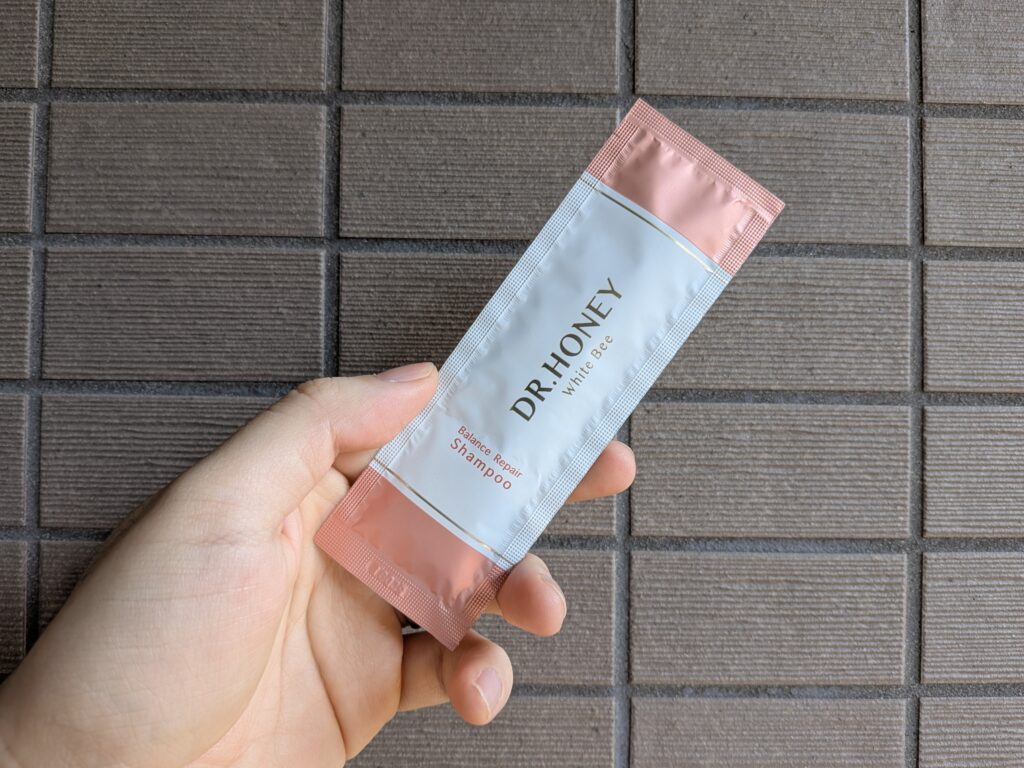 DR.HONEY
White Bee
Balance Repair
Shampoo